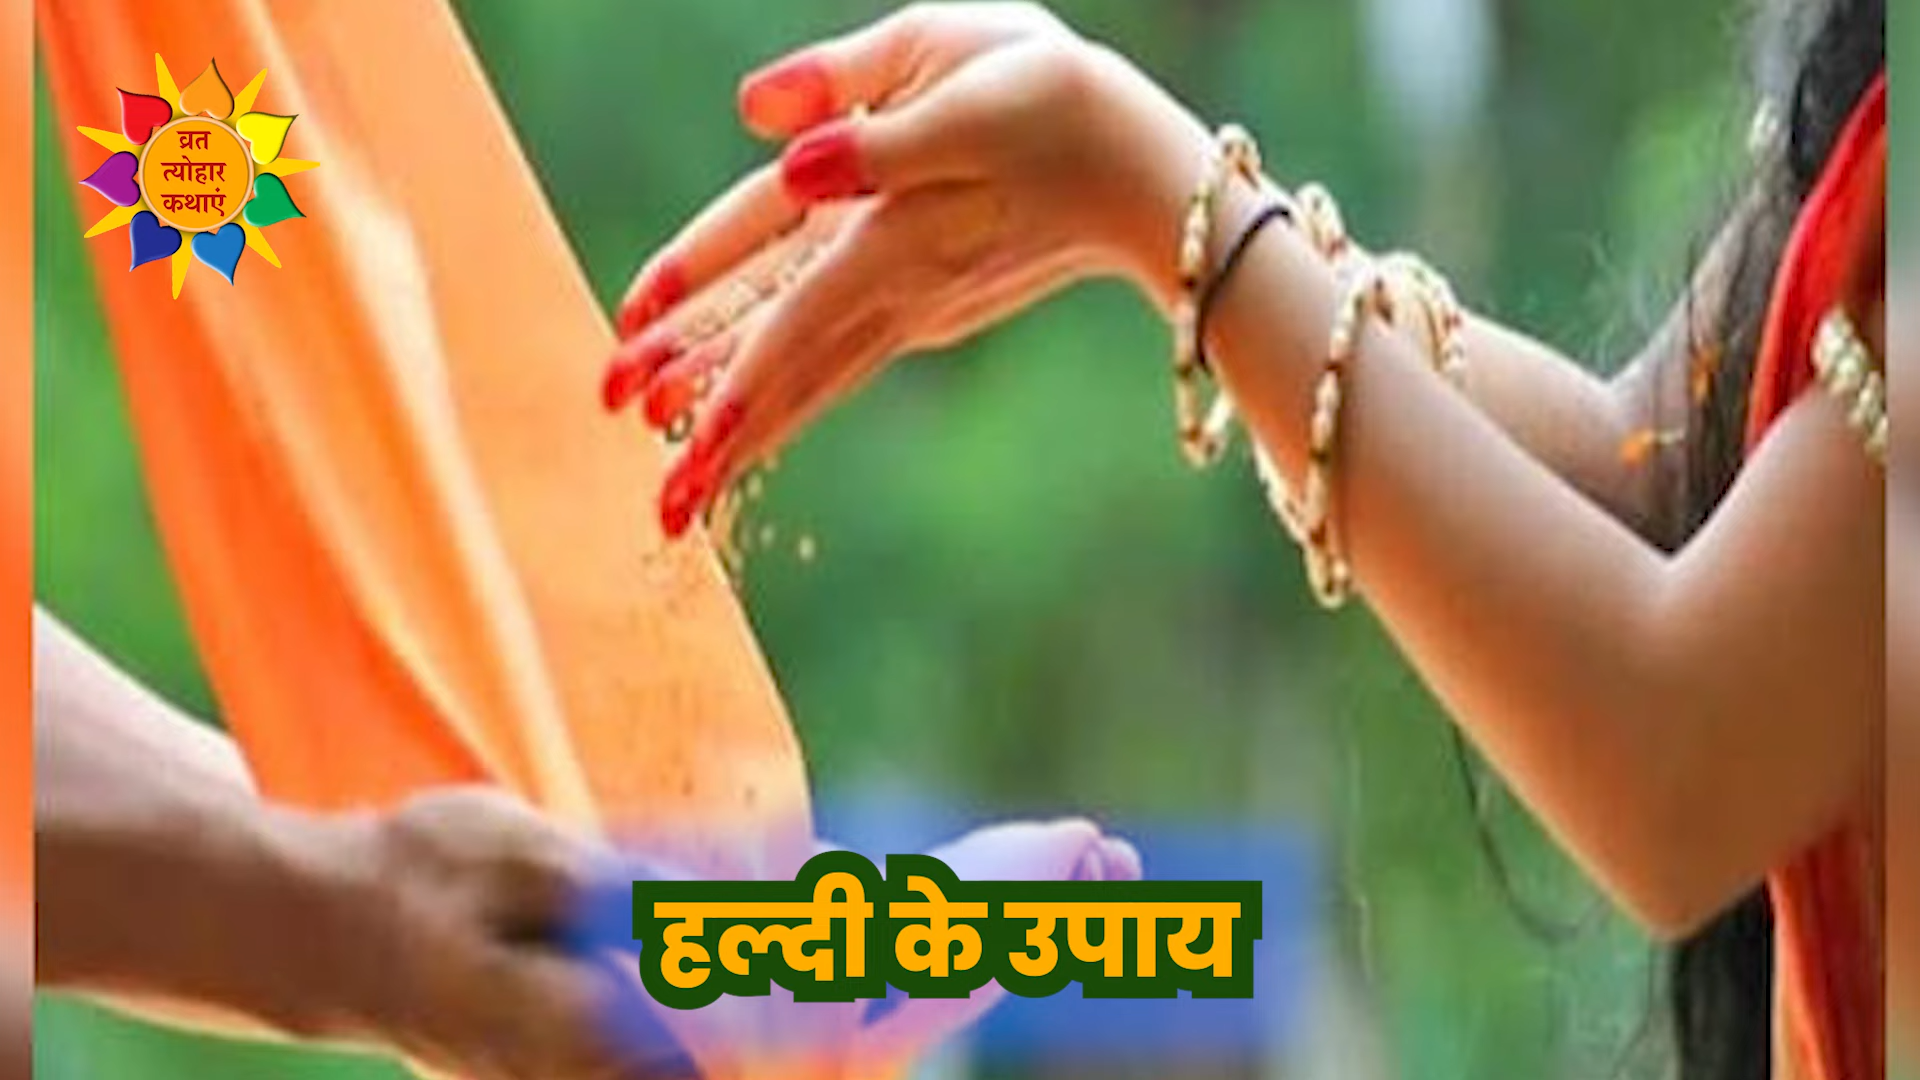 व्रत
त्योहार
कथाएं
हल्दी के उपाय